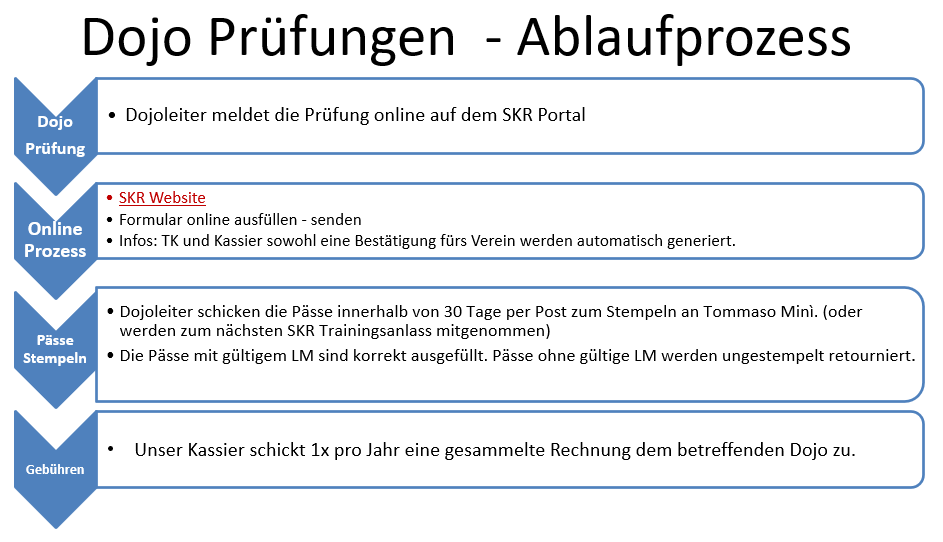 Dojo Prüfungen  - Ablaufprozess
Dojo
Prüfung
• Dojoleiter meldet die Prüfung online auf dem SKR Portal
Online
Prozess
• SKR Website
• Formular online ausfüllen - senden
• Infos: TK und Kassier sowohl eine Bestätigung fürs Verein werden automatisch generiert.
Pässe
Stempeln
• Dojoleiter schicken die Pässe innerhalb von 30 Tage per Post zum Stempeln an Tommaso Minì. (oder
werden zum nächsten SKR Trainingsanlass mitgenommen)
• Die Pässe mit gültigem LM sind korrekt ausgefüllt. Pässe ohne gültige LM werden ungestempelt retourniert.
Gebühren
• Unser Kassier schickt 1x pro Jahr eine gesammelte Rechnung dem betreffenden Dojo zu.